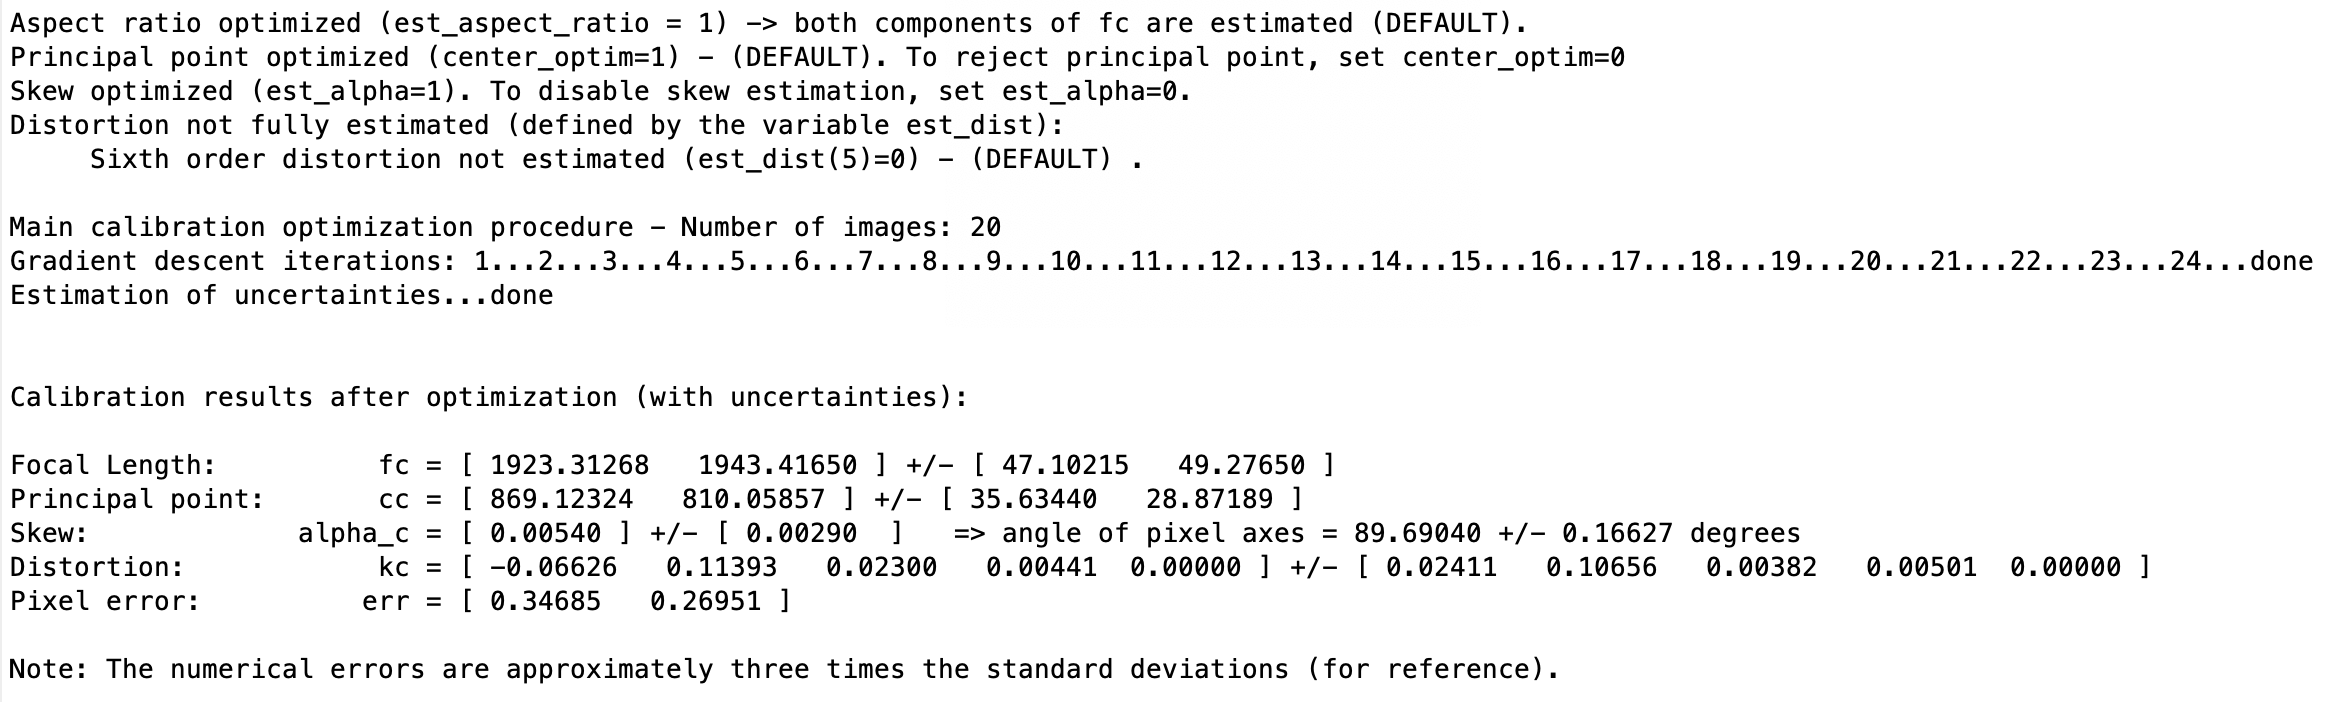 Aspect ratio optimized (est_aspect_ratio = 1) -> both components of fc are estimated (DEFAULT).
Principal point optimized (center_optim=1) - (DEFAULT). To reject principal point, set center_optim=0
Skew optimized (est_alpha=1). To disable skew estimation, set est_alpha=0.
Distortion not fully estimated (defined by the variable est_dist):
     Sixth order distortion not estimated (est_dist(5)=0) - (DEFAULT) .
Main calibration optimization procedure - Number of images: 20
Gradient descent iterations: 1...2...3...4...5...6...7...8...9...10...11...12...13...14...15...16...17...18...19...20...21...22...23...24...done
Estimation of uncertainties...done
Calibration results after optimization (with uncertainties):
Focal Length:          fc = [ 1923.31268   1943.41650 ] +/- [ 47.10215   49.27650 ]
Principal point:       cc = [ 869.12324   810.05857 ] +/- [ 35.63440   28.87189 ]
Skew:             alpha_c = [ 0.00540 ] +/- [ 0.00290  ]   => angle of pixel axes = 89.69040 +/- 0.16627 degrees
Distortion:            kc = [ -0.06626   0.11393   0.02300   0.00441  0.00000 ] +/- [ 0.02411   0.10656   0.00382   0.00501  0.00000 ]
Pixel error:          err = [ 0.34685   0.26951 ]
Note: The numerical errors are approximately three times the standard deviations (for reference).